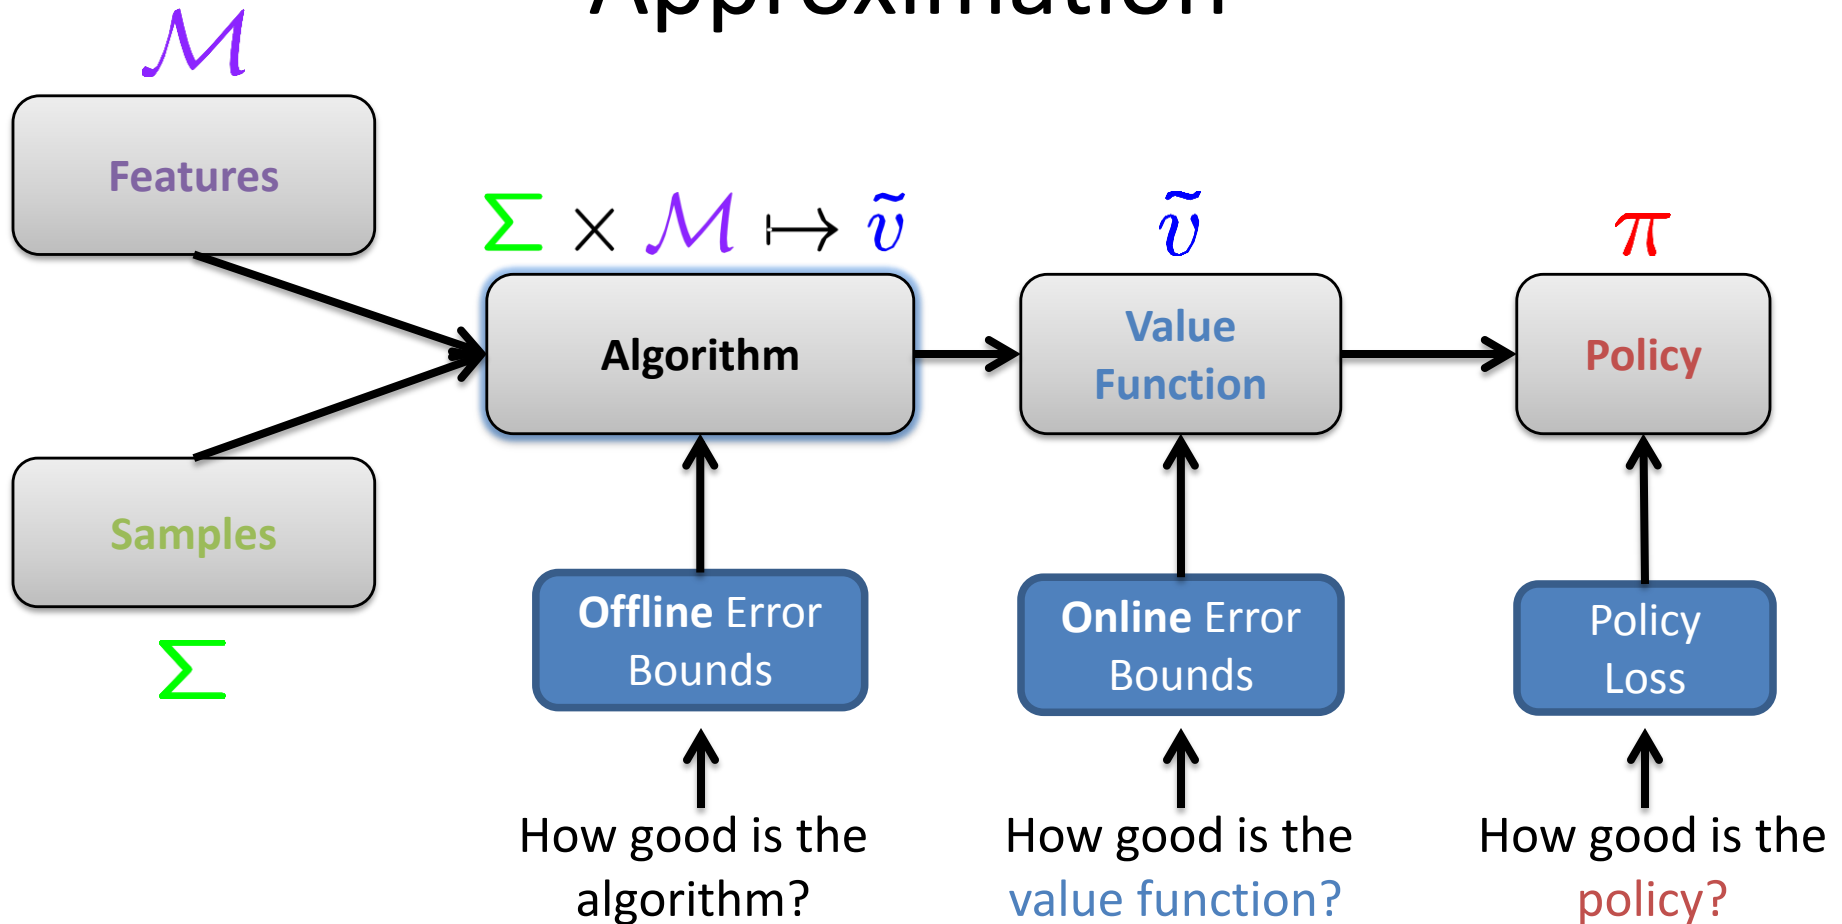 Approximation
ℳ
Features
Σ × ℳ ↦ ṽ
ṽ
π
Algorithm
Value
Function
Policy
Samples
Σ
Offline Error
Bounds
Online Error
Bounds
Policy
Loss
How good is the
algorithm?
How good is the
value function?
How good is the
policy?